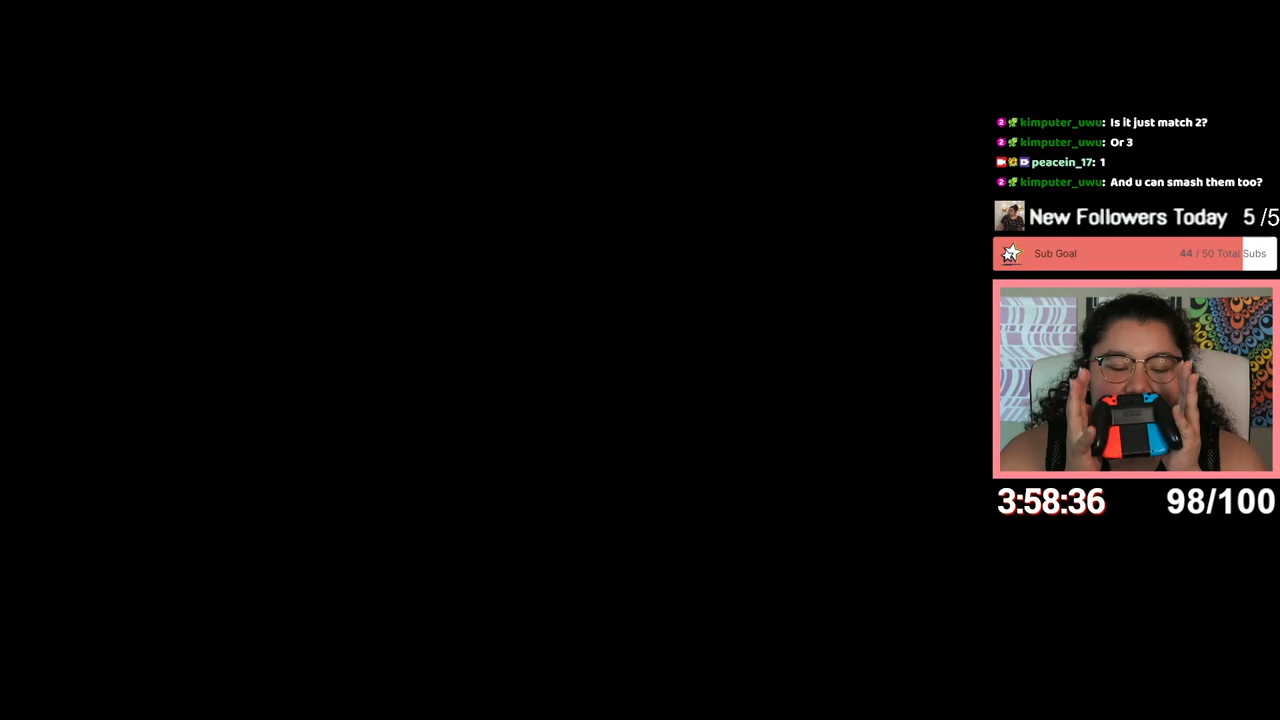 kimputer_uwu: Is it just match 2?
kimputer_uwu: Or 3
peacein_17: 1
kimputer_uwu: And u can smash them too?
New Followers Today 5 /5
Sub Goal 44 / 50 Total Subs
3:58:36 98/100